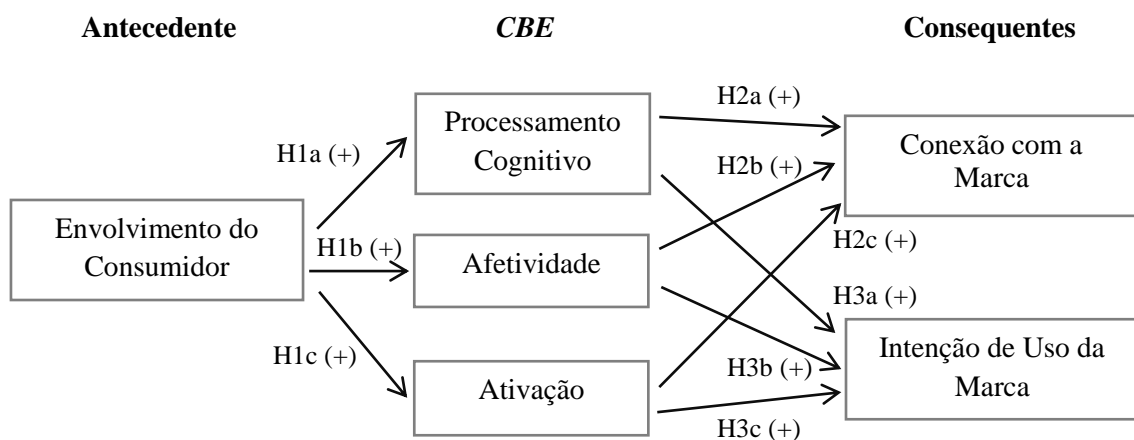 Antecedente
CBE
Consequentes
H1a (+)
H1b (+)
H1c (+)
Envolvimento do
Consumidor
Processamento
Cognitivo
Afetividade
Ativação
H2a (+)
H2b (+)
H2c (+)
H3a (+)
H3b (+)
H3c (+)
Conexão com a
Marca
Intenção de Uso da
Marca